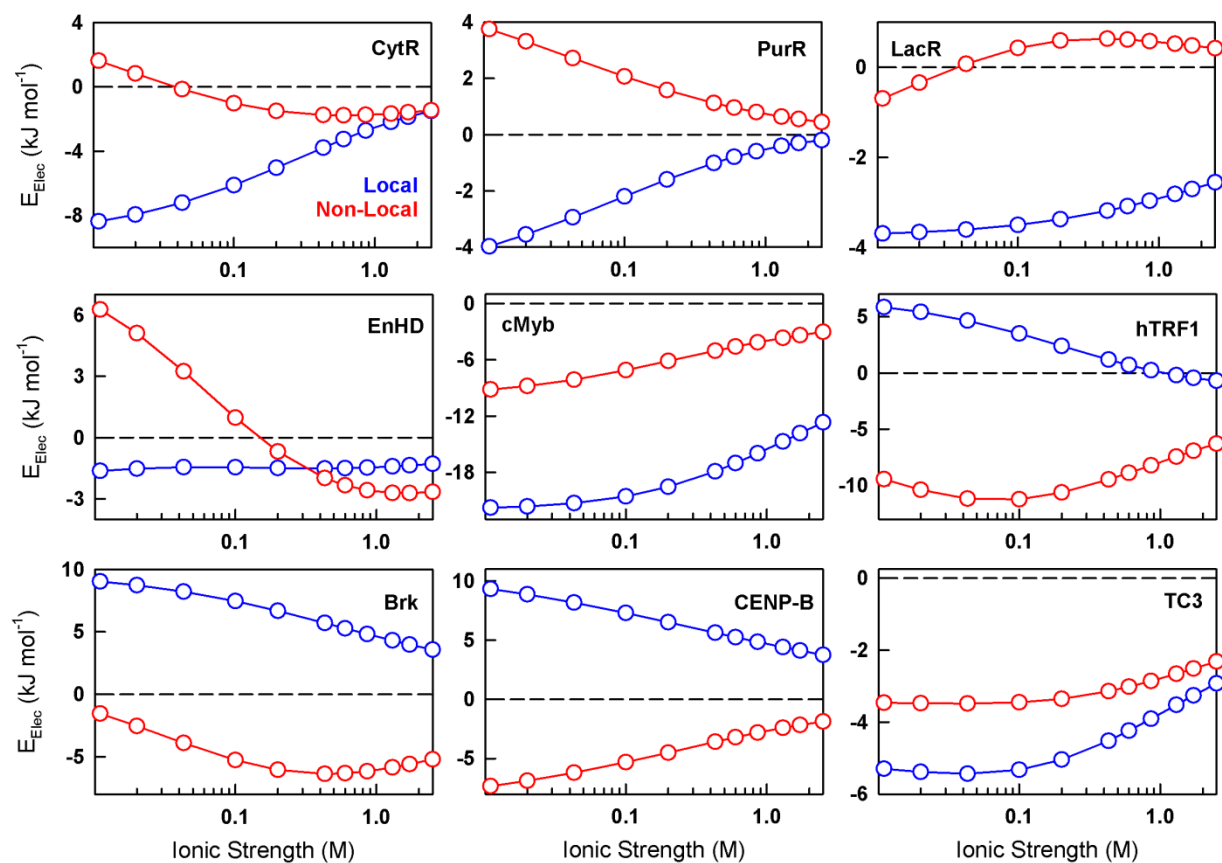 4
0
-4
-8
E_Elec (kJ mol⁻¹)
CytR
Local
Non-Local
0.1 1.0
4
2
0
-2
-4
PurR
0.1 1.0
0
-2
-4
LacR
0.1 1.0
6
3
0
-3
E_Elec (kJ mol⁻¹)
EnHD
0.1 1.0
0
-6
-12
-18
cMyb
0.1 1.0
5
0
-5
-10
hTRF1
0.1 1.0
10
5
0
-5
E_Elec (kJ mol⁻¹)
Brk
0.1 1.0
Ionic Strength (M)
10
5
0
-5
CENP-B
0.1 1.0
Ionic Strength (M)
0
-2
-4
-6
TC3
0.1 1.0
Ionic Strength (M)